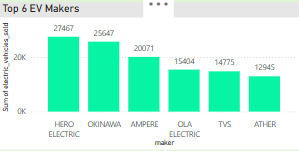 Top 6 EV Makers
Sum of electric_vehicles_sold
20K
0K
27467
25647
20071
15404
14775
12945
HERO
ELECTRIC
OKINAWA
AMPERE
OLA
ELECTRIC
TVS
ATHER
maker